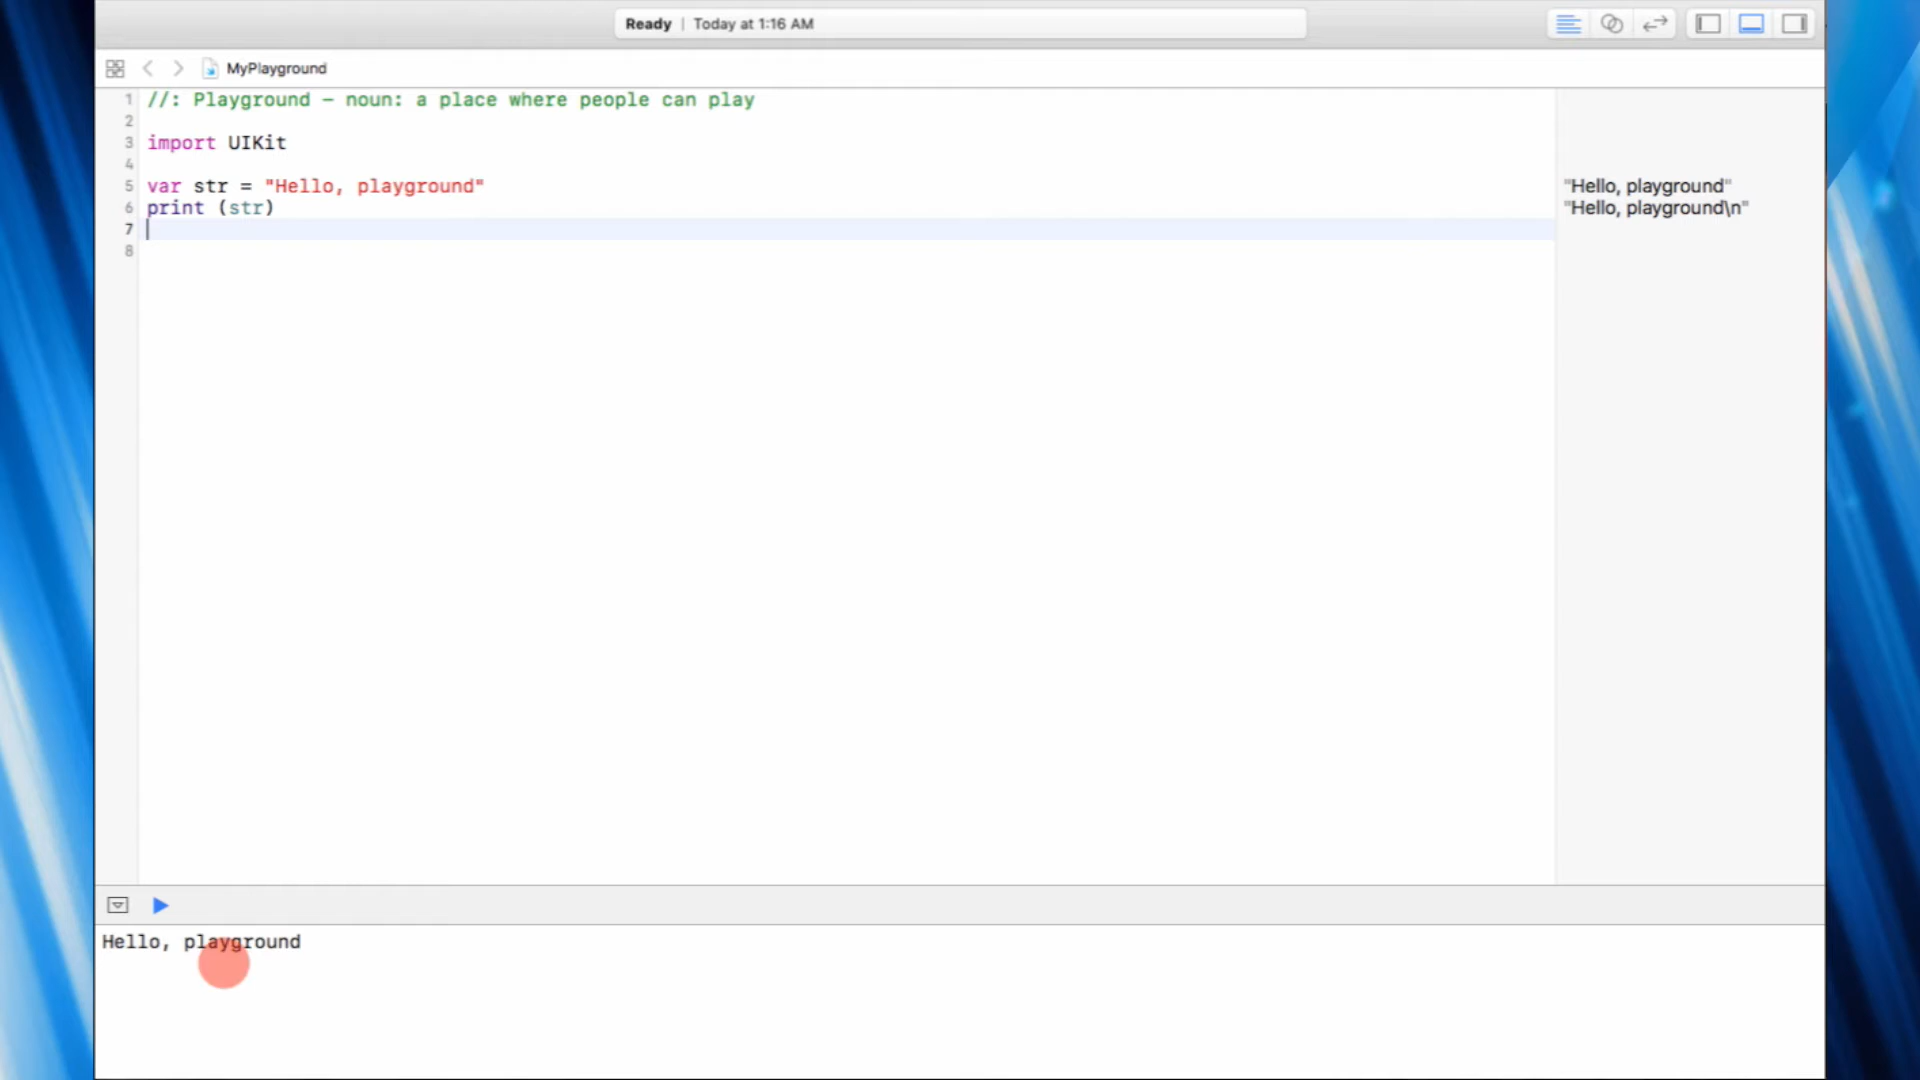 Ready | Today at 1:16 AM
MyPlayground
1 //: Playground – noun: a place where people can play
2
3 import UIKit
4
5 var str = "Hello, playground"
6 print (str)
7
8
"Hello, playground"
"Hello, playground\n"
Hello, playground